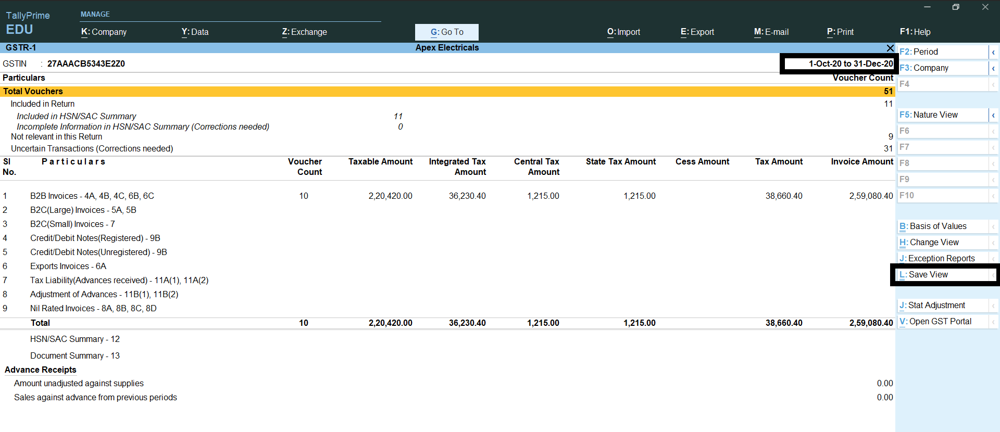 TallyPrime
EDU
MANAGE
K: Company
Y: Data
Z: Exchange
G: Go To
O: Import
E: Export
M: E-mail
P: Print
F1: Help
GSTR-1
Apex Electricals
GSTIN : 27AAACB5343E2Z0
1-Oct-20 to 31-Dec-20
Particulars Voucher Count
Total Vouchers 51
Included in Return 11
Included in HSN/SAC Summary 11
Incomplete Information in HSN/SAC Summary (Corrections needed) 0
Not relevant in this Return 9
Uncertain Transactions (Corrections needed) 31
Sl No. Particulars Voucher Count Taxable Amount Integrated Tax Amount Central Tax Amount State Tax Amount Cess Amount Tax Amount Invoice Amount
1 B2B Invoices - 4A, 4B, 4C, 6B, 6C 10 2,20,420.00 36,230.40 1,215.00 1,215.00 38,660.40 2,59,080.40
2 B2C(Large) Invoices - 5A, 5B
3 B2C(Small) Invoices - 7
4 Credit/Debit Notes(Registered) - 9B
5 Credit/Debit Notes(Unregistered) - 9B
6 Exports Invoices - 6A
7 Tax Liability(Advances received) - 11A(1), 11A(2)
8 Adjustment of Advances - 11B(1), 11B(2)
9 Nil Rated Invoices - 8A, 8B, 8C, 8D
Total 10 2,20,420.00 36,230.40 1,215.00 1,215.00 38,660.40 2,59,080.40
HSN/SAC Summary - 12
Document Summary - 13
Advance Receipts
Amount unadjusted against supplies 0.00
Sales against advance from previous periods 0.00
F2: Period
F3: Company
F4
F5: Nature View
F6
F7
F8
F9
F10
B: Basis of Values
H: Change View
J: Exception Reports
L: Save View
J: Stat Adjustment
V: Open GST Portal